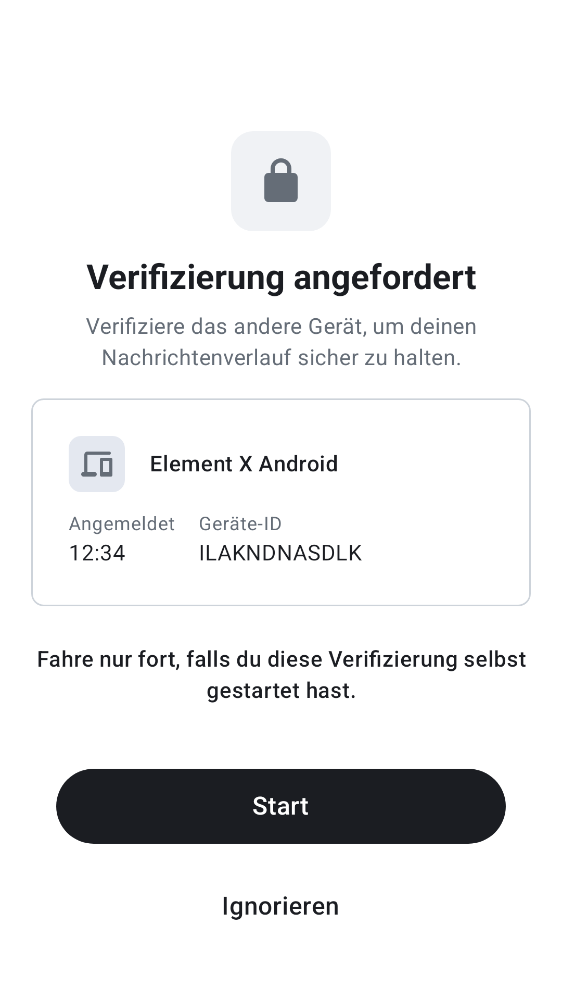 Verifizierung angefordert
Verifiziere das andere Gerät, um deinen
Nachrichtenverlauf sicher zu halten.
Element X Android
Angemeldet Geräte-ID
12:34 ILAKNDNASDLK
Fahre nur fort, falls du diese Verifizierung selbst
gestartet hast.
Start
Ignorieren